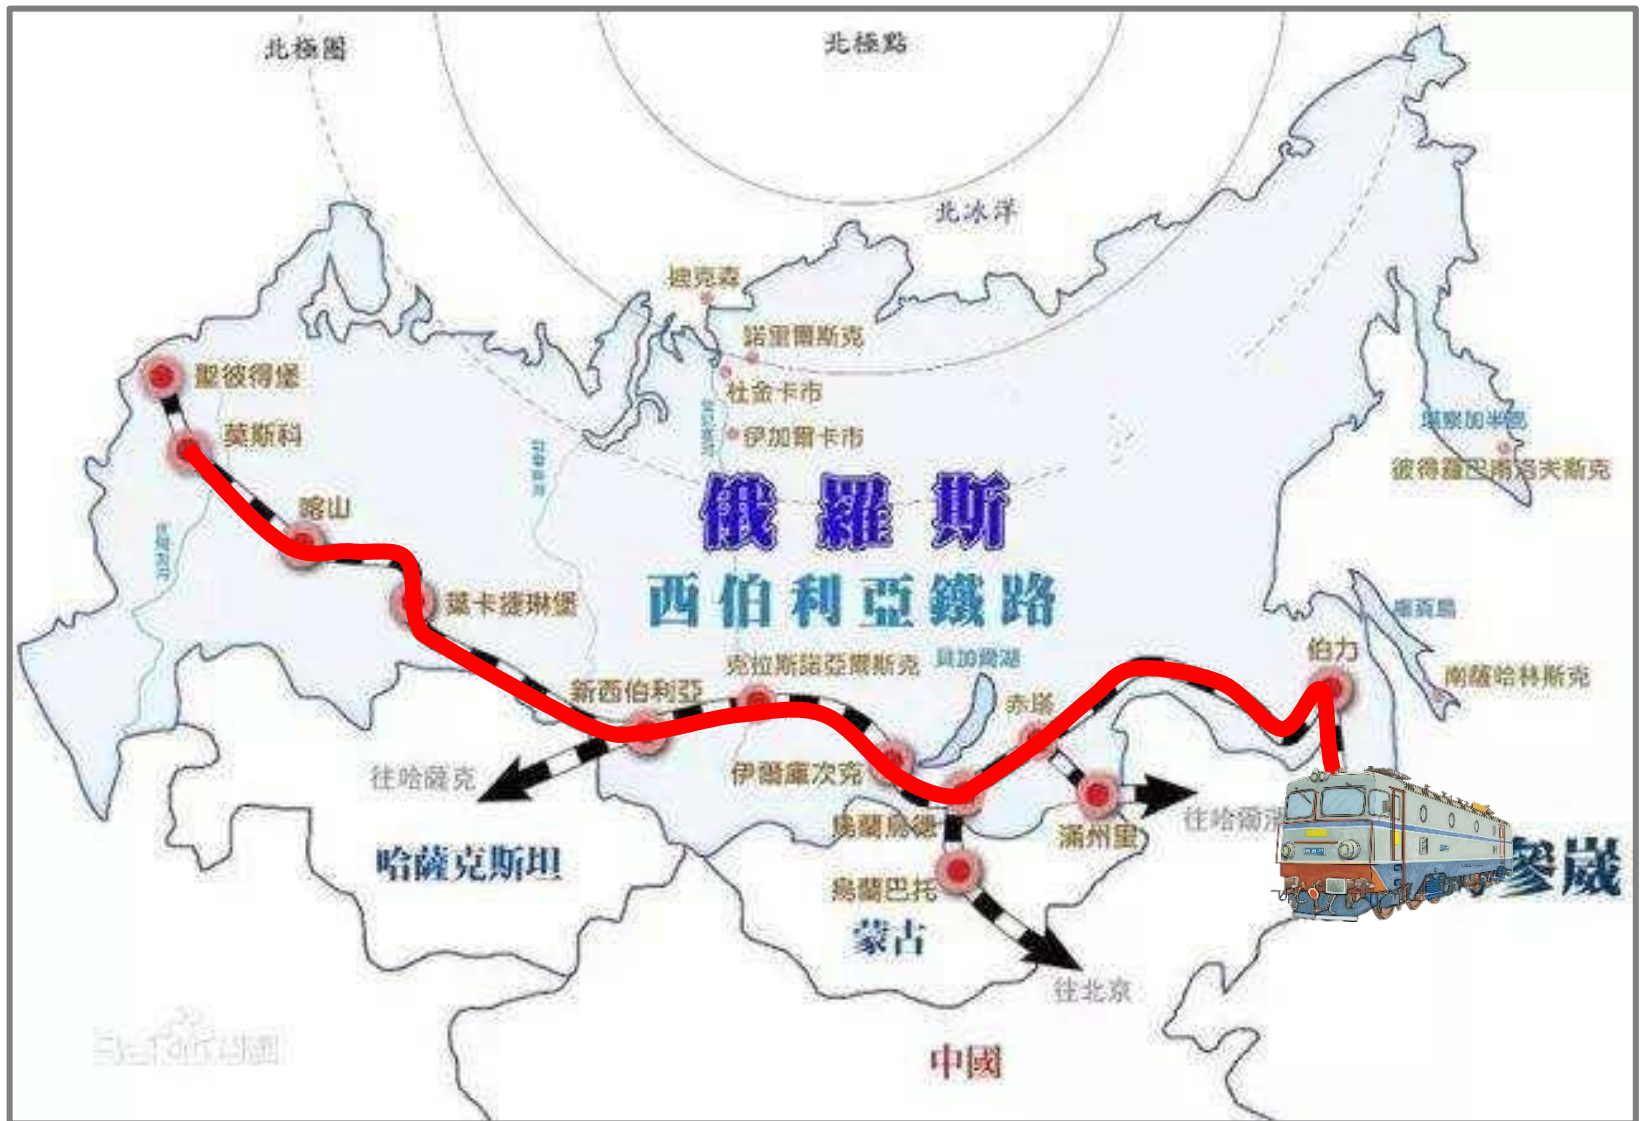 北極圈
北極點
北冰洋
迪克森
諾里爾斯克
杜金卡市
伊加爾卡市
聖彼得堡
莫斯科
喀山
葉卡捷琳堡
俄羅斯
西伯利亞鐵路
彼得羅巴甫洛夫斯克
庫頁島
南薩哈林斯克
伯力
新西伯利亞
克拉斯諾亞爾斯克
貝加爾湖
赤塔
伊爾庫次克
烏蘭烏德
滿州里
往哈薩克
往哈爾
哈薩克斯坦
烏蘭巴托
蒙古
參崴
往北京
中國